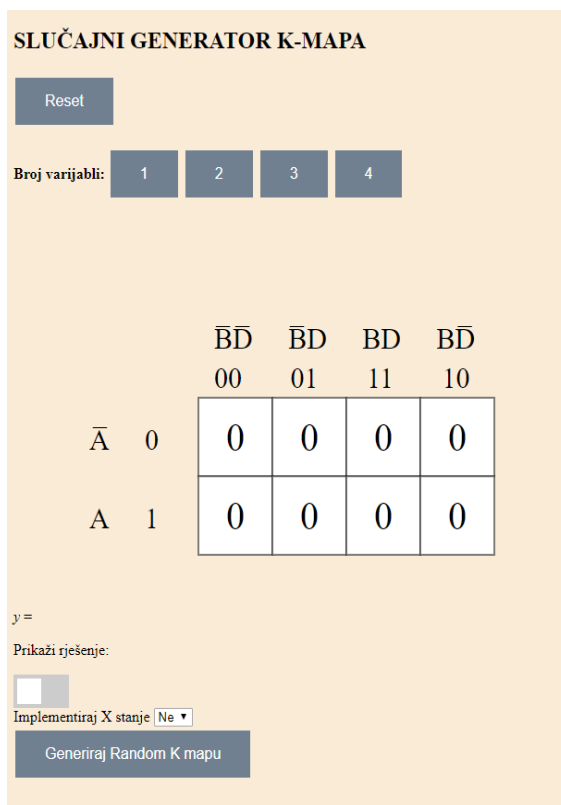 SLUČAJNI GENERATOR K-MAPA
Reset
Broj varijabli: 1 2 3 4
B̅D̅ B̅D BD BD̅
00 01 11 10
A̅ 0 0 0 0 0
A 1 0 0 0 0
y =
Prikaži rješenje:
Implementiraj X stanje Ne
Generiraj Random K mapu